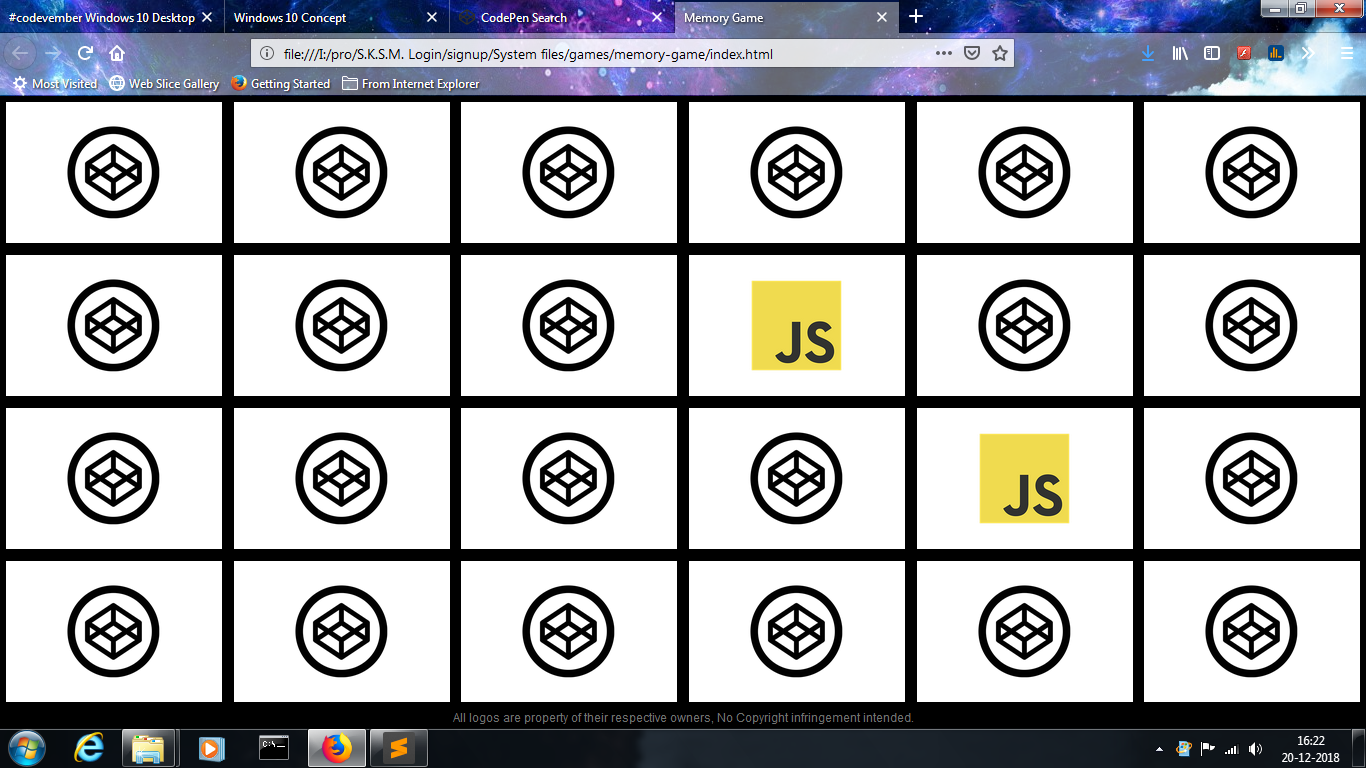 #codevember Windows 10 Desktop
Windows 10 Concept
CodePen Search
Memory Game
file:///I:/pro/S.K.S.M. Login/signup/System files/games/memory-game/index.html
Most Visited
Web Slice Gallery
Getting Started
From Internet Explorer
JS
JS
All logos are property of their respective owners, No Copyright infringement intended.
C:\_
16:22
20-12-2018